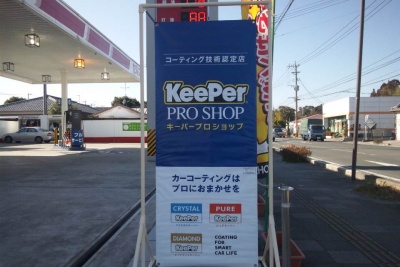 コーティング技術認定店
KeePer
PRO SHOP
キーパープロショップ
カーコーティングは
プロにおまかせを
CRYSTAL
KeePer
PURE
KeePer
DIAMOND
KeePer
COATING
FOR
SMART
CAR LIFE